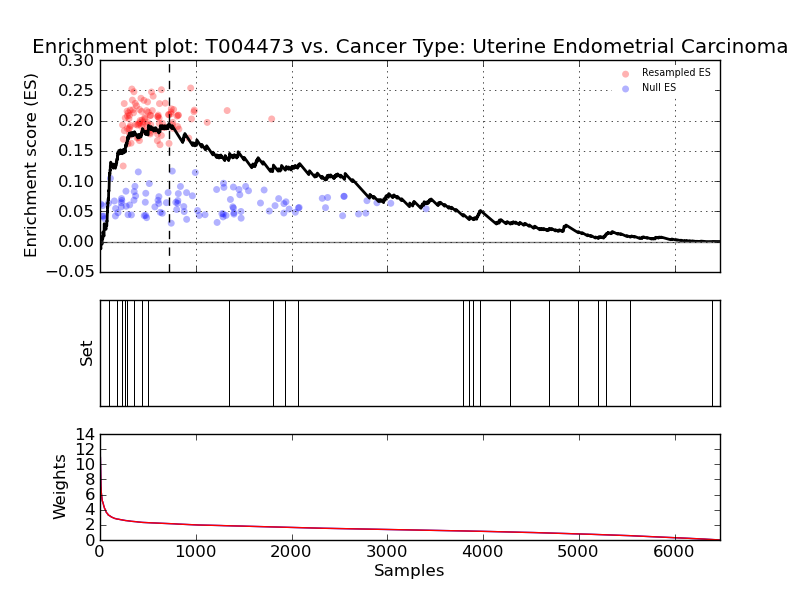 Enrichment plot: T004473 vs. Cancer Type: Uterine Endometrial Carcinoma
0.30
0.25
0.20
0.15
0.10
0.05
0.00
−0.05
Enrichment score (ES)
Resampled ES
Null ES
Set
14
12
10
8
6
4
2
0
Weights
0 1000 2000 3000 4000 5000 6000
Samples